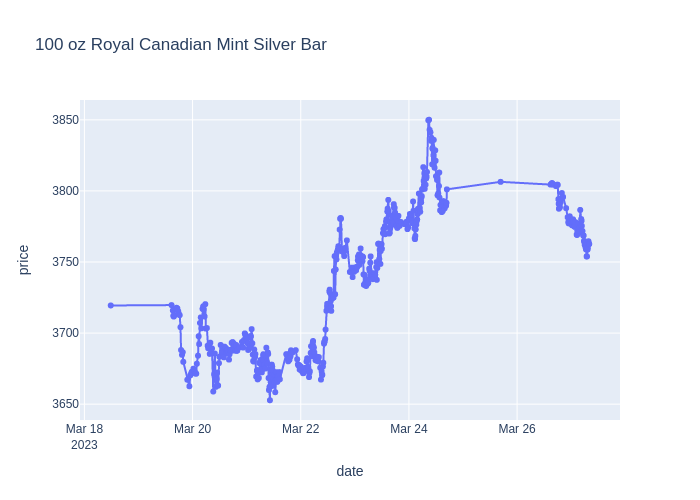 100 oz Royal Canadian Mint Silver Bar
price
3850
3800
3750
3700
3650
Mar 18
2023
Mar 20
Mar 22
Mar 24
Mar 26
date